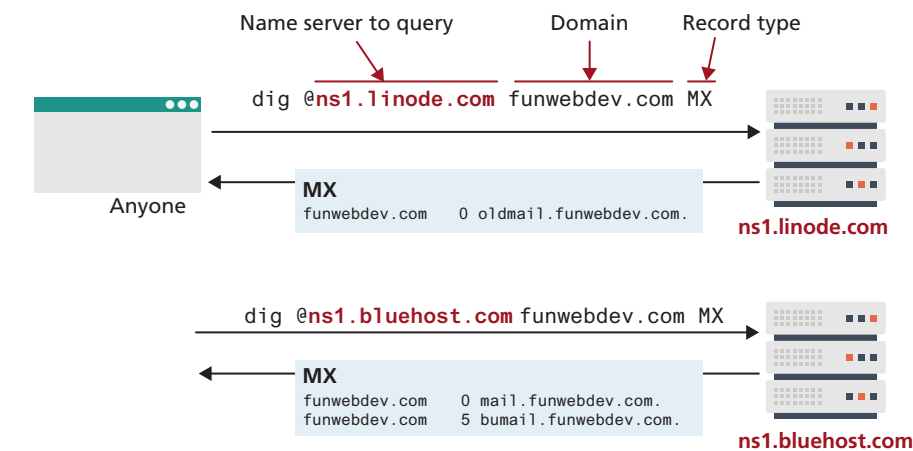 Name server to query Domain Record type
dig @ns1.linode.com funwebdev.com MX
MX
funwebdev.com 0 oldmail.funwebdev.com.
Anyone
ns1.linode.com
dig @ns1.bluehost.com funwebdev.com MX
MX
funwebdev.com 0 mail.funwebdev.com.
funwebdev.com 5 bumail.funwebdev.com.
ns1.bluehost.com